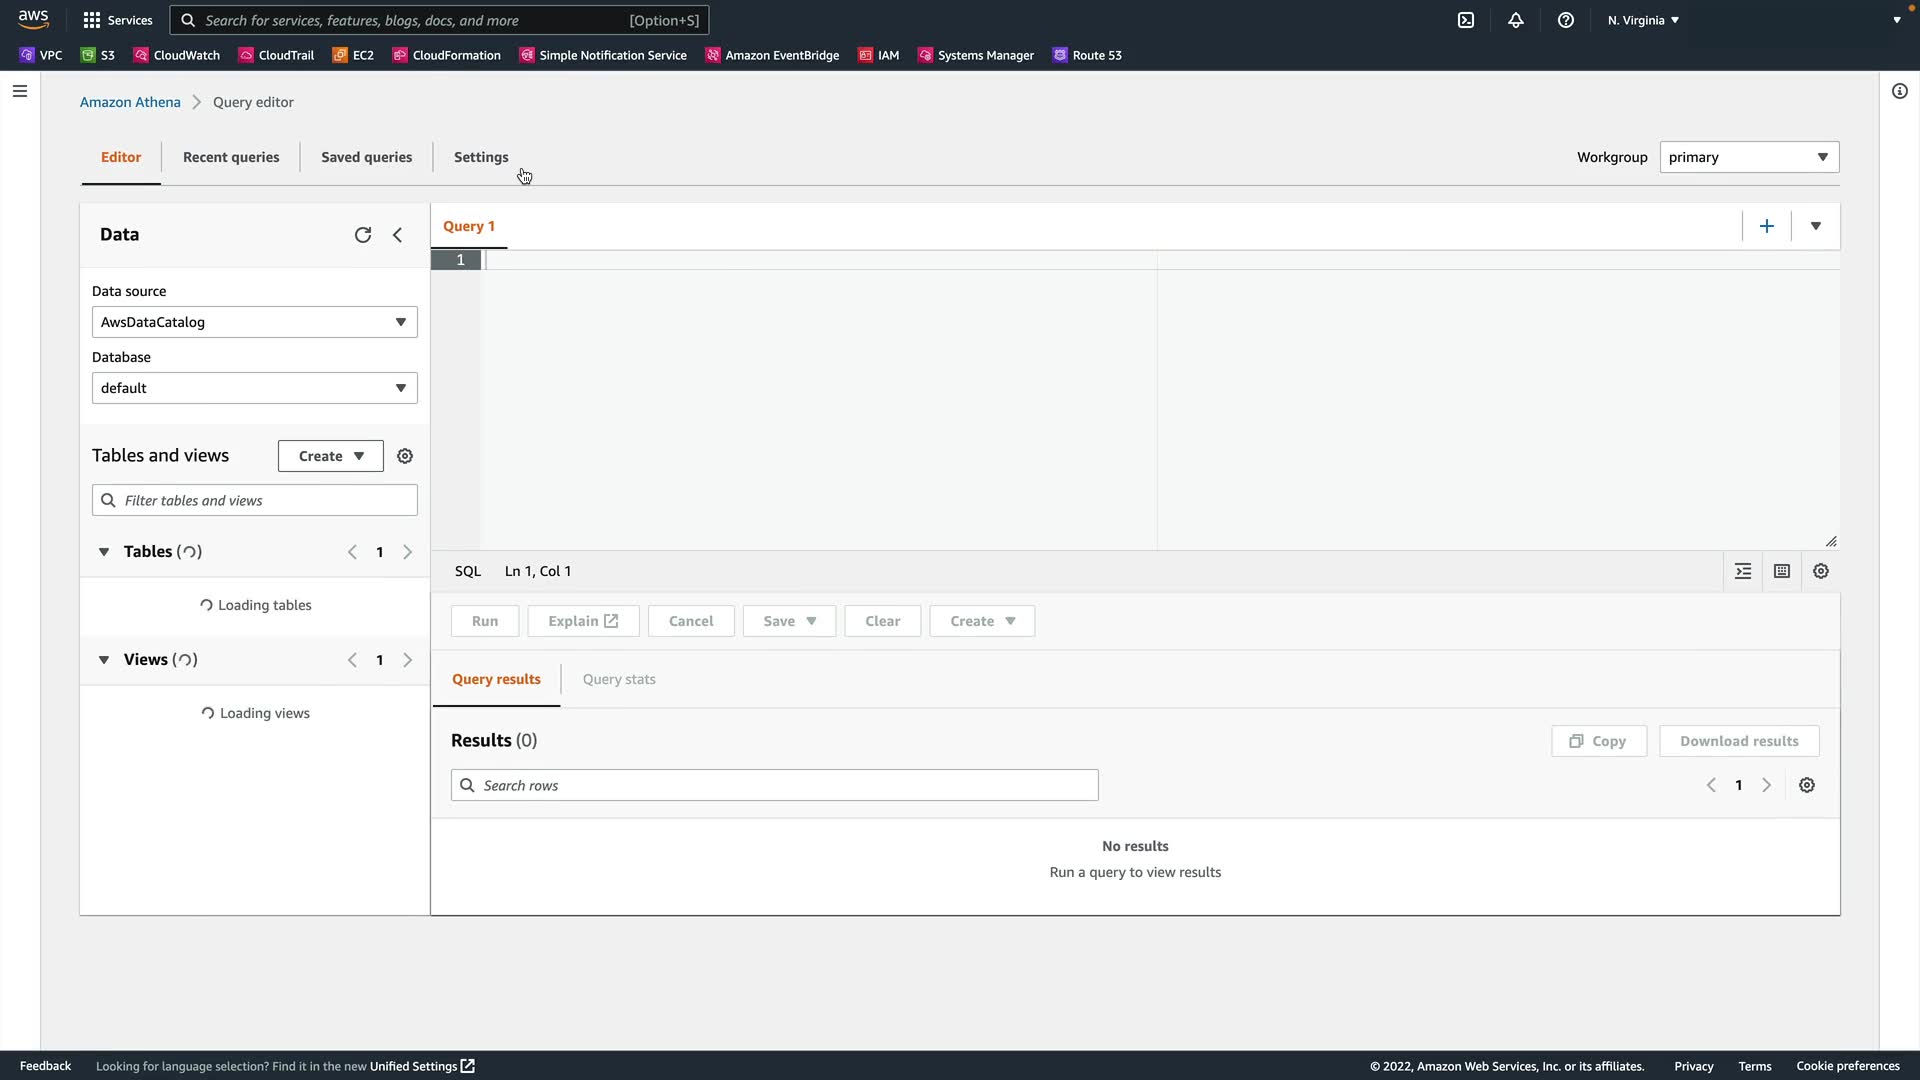 aws
Services
Search for services, features, blogs, docs, and more
[Option+S]
N. Virginia
VPC
S3
CloudWatch
CloudTrail
EC2
CloudFormation
Simple Notification Service
Amazon EventBridge
IAM
Systems Manager
Route 53
Amazon Athena
Query editor
Editor
Recent queries
Saved queries
Settings
Workgroup
primary
Data
Data source
AwsDataCatalog
Database
default
Tables and views
Create
Filter tables and views
Tables
1
Loading tables
Views
1
Loading views
Query 1
1
SQL
Ln 1, Col 1
Run
Explain
Cancel
Save
Clear
Create
Query results
Query stats
Results (0)
Copy
Download results
Search rows
1
No results
Run a query to view results
Feedback
Looking for language selection? Find it in the new Unified Settings
© 2022, Amazon Web Services, Inc. or its affiliates.
Privacy
Terms
Cookie preferences